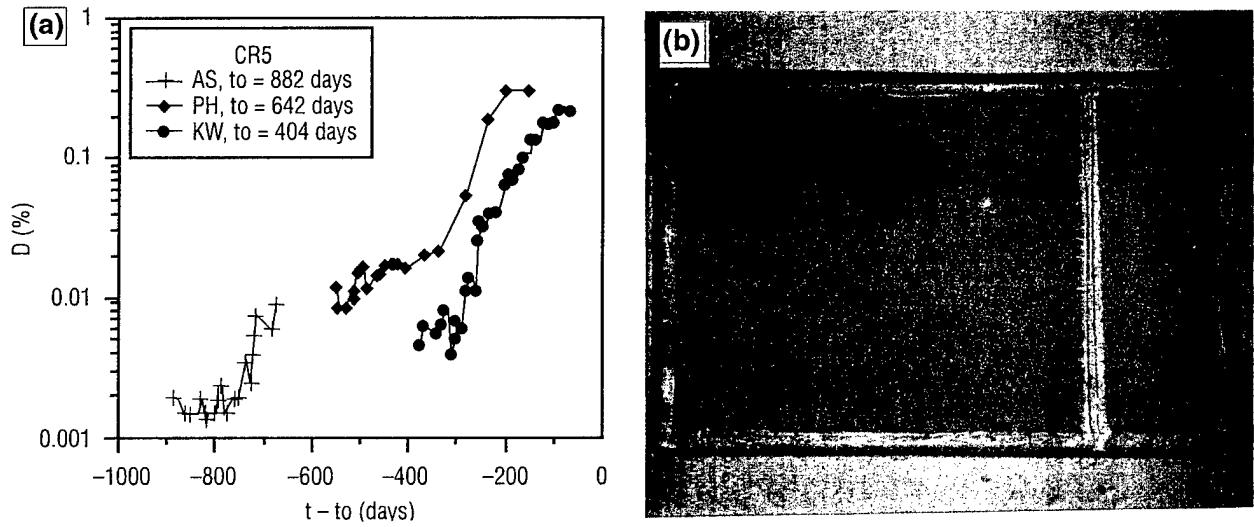 (a)
1
0.1
0.01
0.001
D (%)
CR5
AS, to = 882 days
PH, to = 642 days
KW, to = 404 days
−1000
−800
−600
−400
−200
0
t − to (days)
(b)